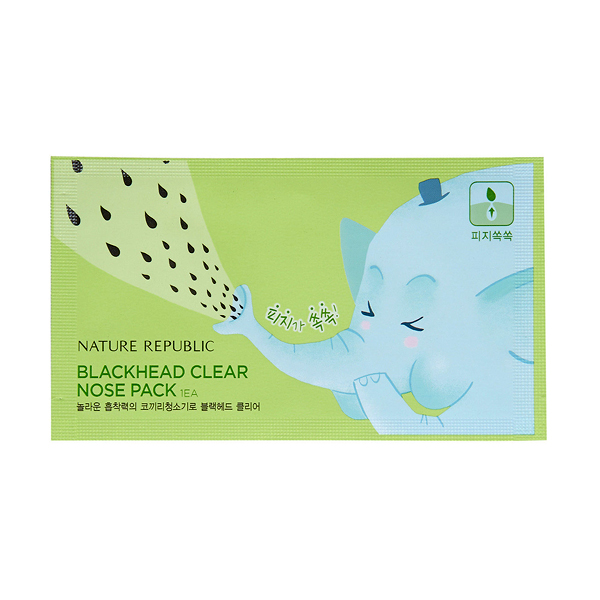 피지쏙쏙
피지가 쏙쏙!
NATURE REPUBLIC
BLACKHEAD CLEAR
NOSE PACK 1EA
놀라운 흡착력의 코끼리청소기로 블랙헤드 클리어